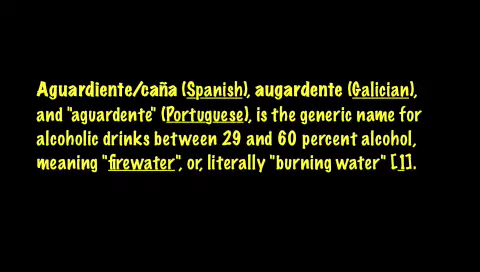 Aguardiente/caña (Spanish), augardente (Galician),
and "aguardente" (Portuguese), is the generic name for
alcoholic drinks between 29 and 60 percent alcohol,
meaning "firewater", or, literally "burning water" [1].